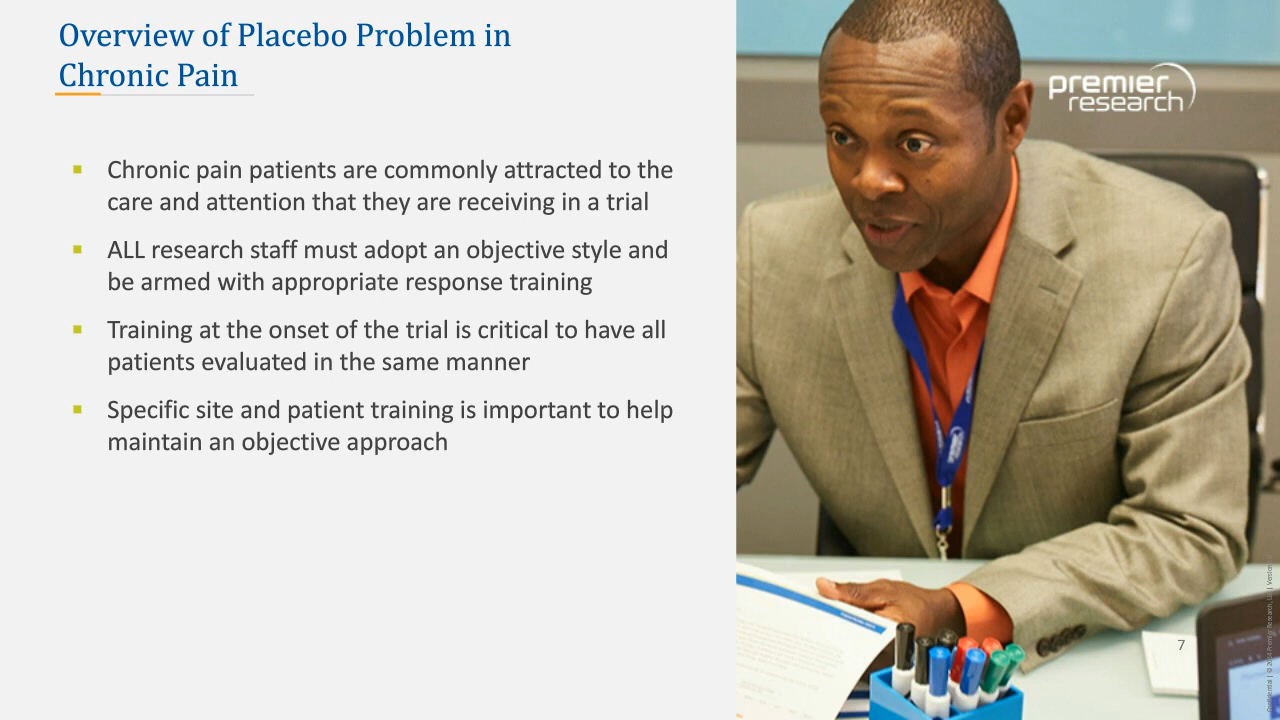 Overview of Placebo Problem in
Chronic Pain
premier
research
▪ Chronic pain patients are commonly attracted to the
care and attention that they are receiving in a trial
▪ ALL research staff must adopt an objective style and
be armed with appropriate response training
▪ Training at the onset of the trial is critical to have all
patients evaluated in the same manner
▪ Specific site and patient training is important to help
maintain an objective approach
7